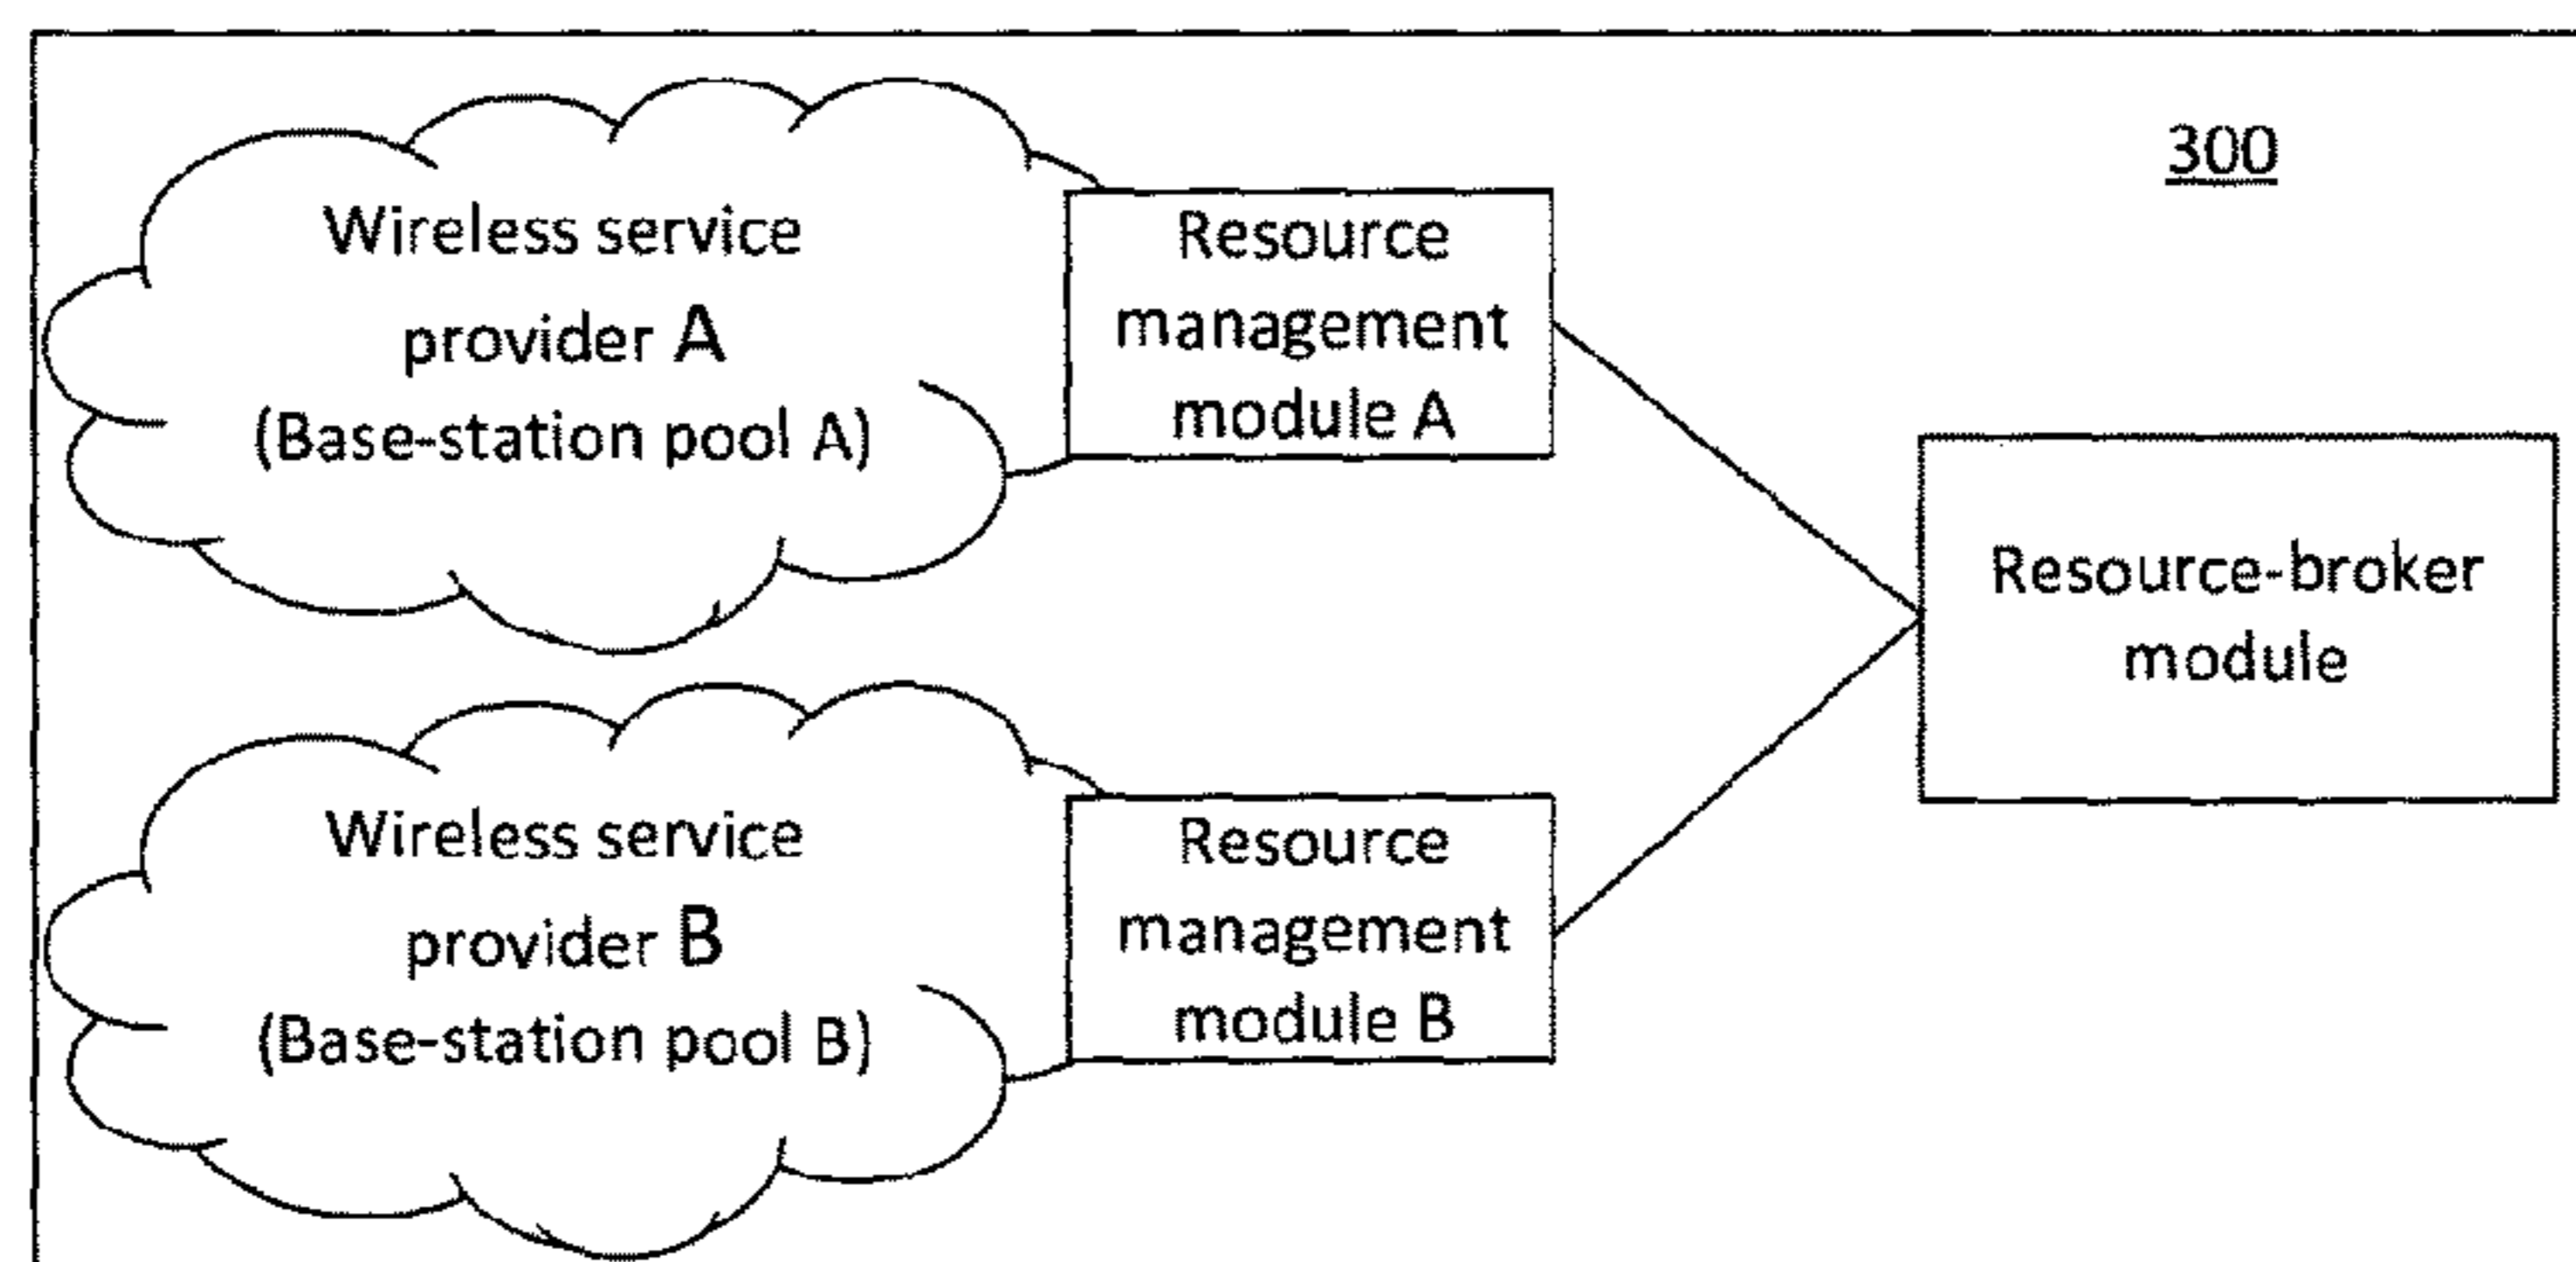 300
Wireless service
provider A
(Base-station pool A)
Resource
management
module A
Resource-broker
module
Wireless service
provider B
(Base-station pool B)
Resource
management
module B